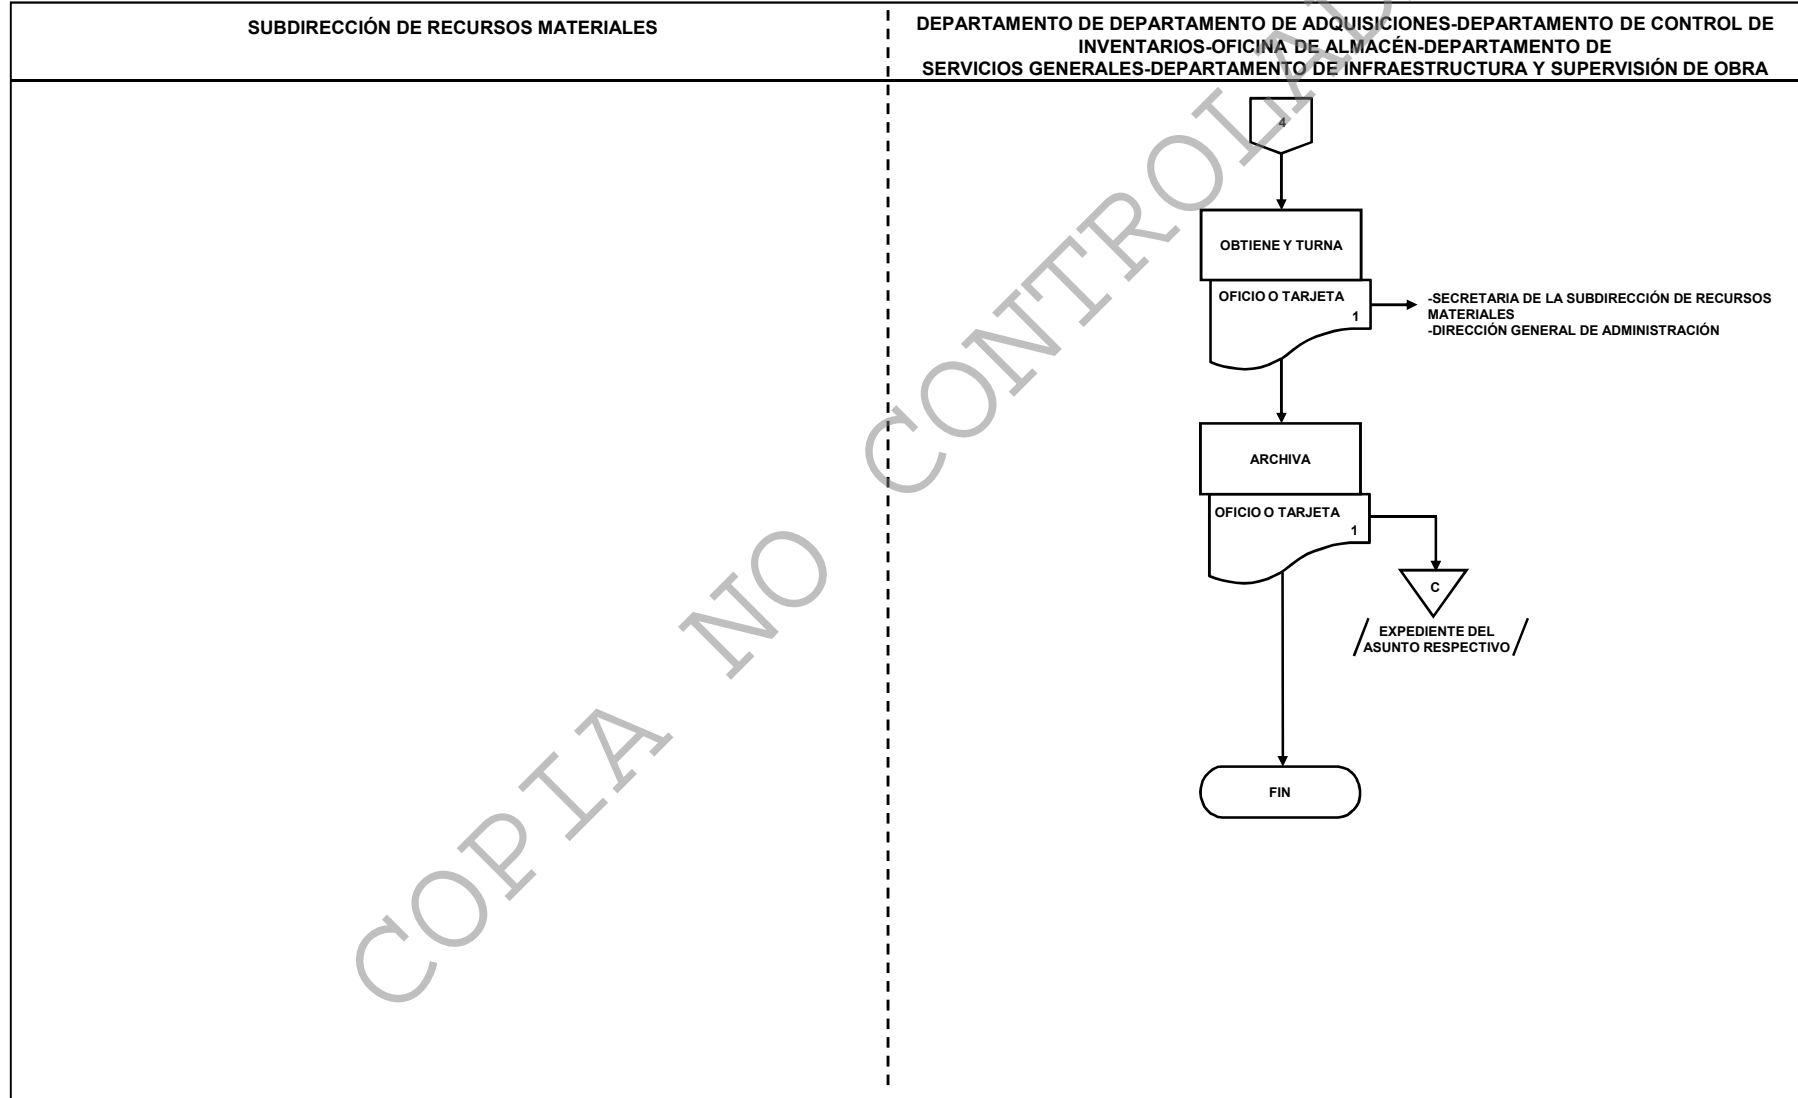 SUBDIRECCIÓN DE RECURSOS MATERIALES
DEPARTAMENTO DE DEPARTAMENTO DE ADQUISICIONES-DEPARTAMENTO DE CONTROL DE
INVENTARIOS-OFICINA DE ALMACÉN-DEPARTAMENTO DE
SERVICIOS GENERALES-DEPARTAMENTO DE INFRAESTRUCTURA Y SUPERVISIÓN DE OBRA
4
OBTIENE Y TURNA
OFICIO O TARJETA
1
-SECRETARIA DE LA SUBDIRECCIÓN DE RECURSOS
MATERIALES
-DIRECCIÓN GENERAL DE ADMINISTRACIÓN
ARCHIVA
OFICIO O TARJETA
1
C
EXPEDIENTE DEL
ASUNTO RESPECTIVO
FIN
COPIA NO CONTROLAD